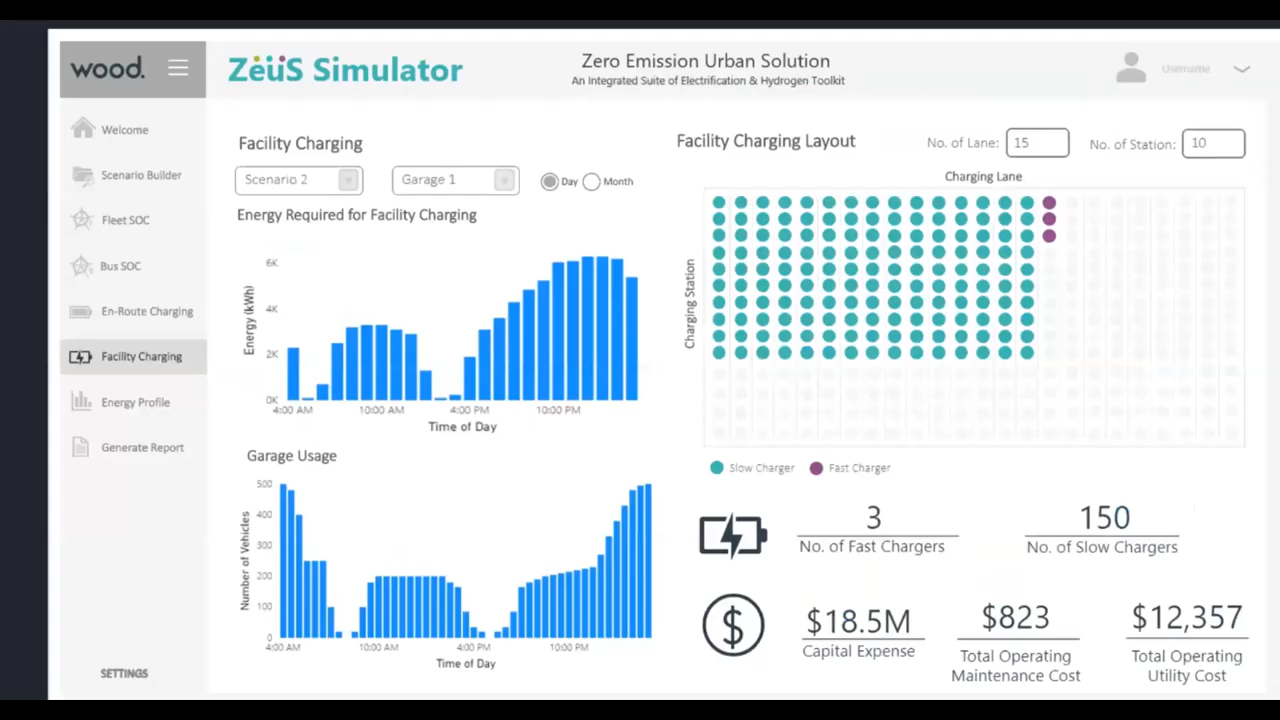 wood.
ZëüS Simulator
Zero Emission Urban Solution
An Integrated Suite of Electrification & Hydrogen Toolkit
Username
Welcome
Scenario Builder
Fleet SOC
Bus SOC
En-Route Charging
Facility Charging
Energy Profile
Generate Report
SETTINGS
Facility Charging
Scenario 2
Garage 1
Day
Month
Energy Required for Facility Charging
Energy (kWh)
6K
4K
2K
0K
4:00 AM
10:00 AM
4:00 PM
10:00 PM
Time of Day
Garage Usage
Number of Vehicles
500
400
300
200
100
0
4:00 AM
10:00 AM
4:00 PM
10:00 PM
Time of Day
Facility Charging Layout
No. of Lane:
15
No. of Station:
10
Charging Lane
Charging Station
Slow Charger
Fast Charger
3
No. of Fast Chargers
150
No. of Slow Chargers
$
$18.5M
Capital Expense
$823
Total Operating
Maintenance Cost
$12,357
Total Operating
Utility Cost